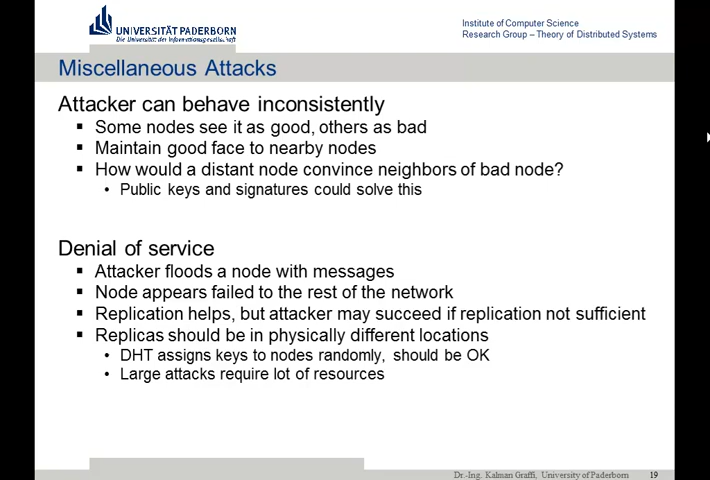 UNIVERSITÄT PADERBORN
Die Universität der Informationsgesellschaft
Institute of Computer Science
Research Group – Theory of Distributed Systems
Miscellaneous Attacks
Attacker can behave inconsistently
▪ Some nodes see it as good, others as bad
▪ Maintain good face to nearby nodes
▪ How would a distant node convince neighbors of bad node?
• Public keys and signatures could solve this
Denial of service
▪ Attacker floods a node with messages
▪ Node appears failed to the rest of the network
▪ Replication helps, but attacker may succeed if replication not sufficient
▪ Replicas should be in physically different locations
• DHT assigns keys to nodes randomly, should be OK
• Large attacks require lot of resources
Dr.-Ing. Kalman Graffi, University of Paderborn 19